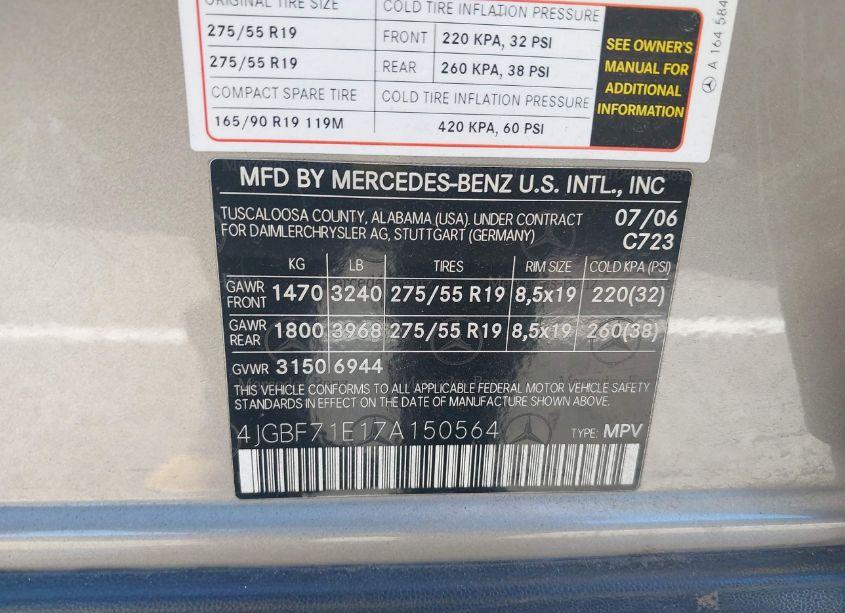 ORIGINAL TIRE SIZE COLD TIRE INFLATION PRESSURE
275/55 R19 FRONT 220 KPA, 32 PSI
275/55 R19 REAR 260 KPA, 38 PSI
COMPACT SPARE TIRE COLD TIRE INFLATION PRESSURE
165/90 R19 119M 420 KPA, 60 PSI
SEE OWNER'S
MANUAL FOR
ADDITIONAL
INFORMATION
A 164 584
MFD BY MERCEDES-BENZ U.S. INTL., INC
TUSCALOOSA COUNTY, ALABAMA (USA). UNDER CONTRACT 07/06
FOR DAIMLERCHRYSLER AG, STUTTGART (GERMANY) C723
KG LB TIRES RIM SIZE COLD KPA (PSI)
GAWR FRONT 1470 3240 275/55 R19 8,5x19 220(32)
GAWR REAR 1800 3968 275/55 R19 8,5x19 260(38)
GVWR 3150 6944
THIS VEHICLE CONFORMS TO ALL APPLICABLE FEDERAL MOTOR VEHICLE SAFETY
STANDARDS IN EFFECT ON THE DATE OF MANUFACTURE SHOWN ABOVE.
4JGBF71E17A150564 TYPE: MPV